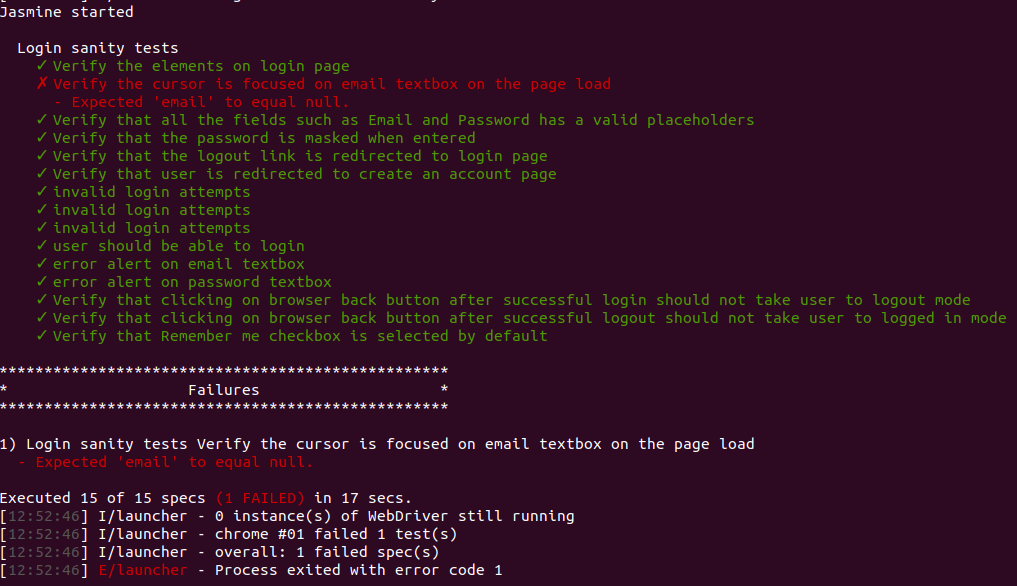 Jasmine started
Login sanity tests
✓ Verify the elements on login page
✗ Verify the cursor is focused on email textbox on the page load
- Expected 'email' to equal null.
✓ Verify that all the fields such as Email and Password has a valid placeholders
✓ Verify that the password is masked when entered
✓ Verify that the logout link is redirected to login page
✓ Verify that user is redirected to create an account page
✓ invalid login attempts
✓ invalid login attempts
✓ invalid login attempts
✓ user should be able to login
✓ error alert on email textbox
✓ error alert on password textbox
✓ Verify that clicking on browser back button after successful login should not take user to logout mode
✓ Verify that clicking on browser back button after successful logout should not take user to logged in mode
✓ Verify that Remember me checkbox is selected by default
**************************************************
*                    Failures                    *
**************************************************
1) Login sanity tests Verify the cursor is focused on email textbox on the page load
- Expected 'email' to equal null.
Executed 15 of 15 specs (1 FAILED) in 17 secs.
[12:52:46] I/launcher - 0 instance(s) of WebDriver still running
[12:52:46] I/launcher - chrome #01 failed 1 test(s)
[12:52:46] I/launcher - overall: 1 failed spec(s)
[12:52:46] E/launcher - Process exited with error code 1